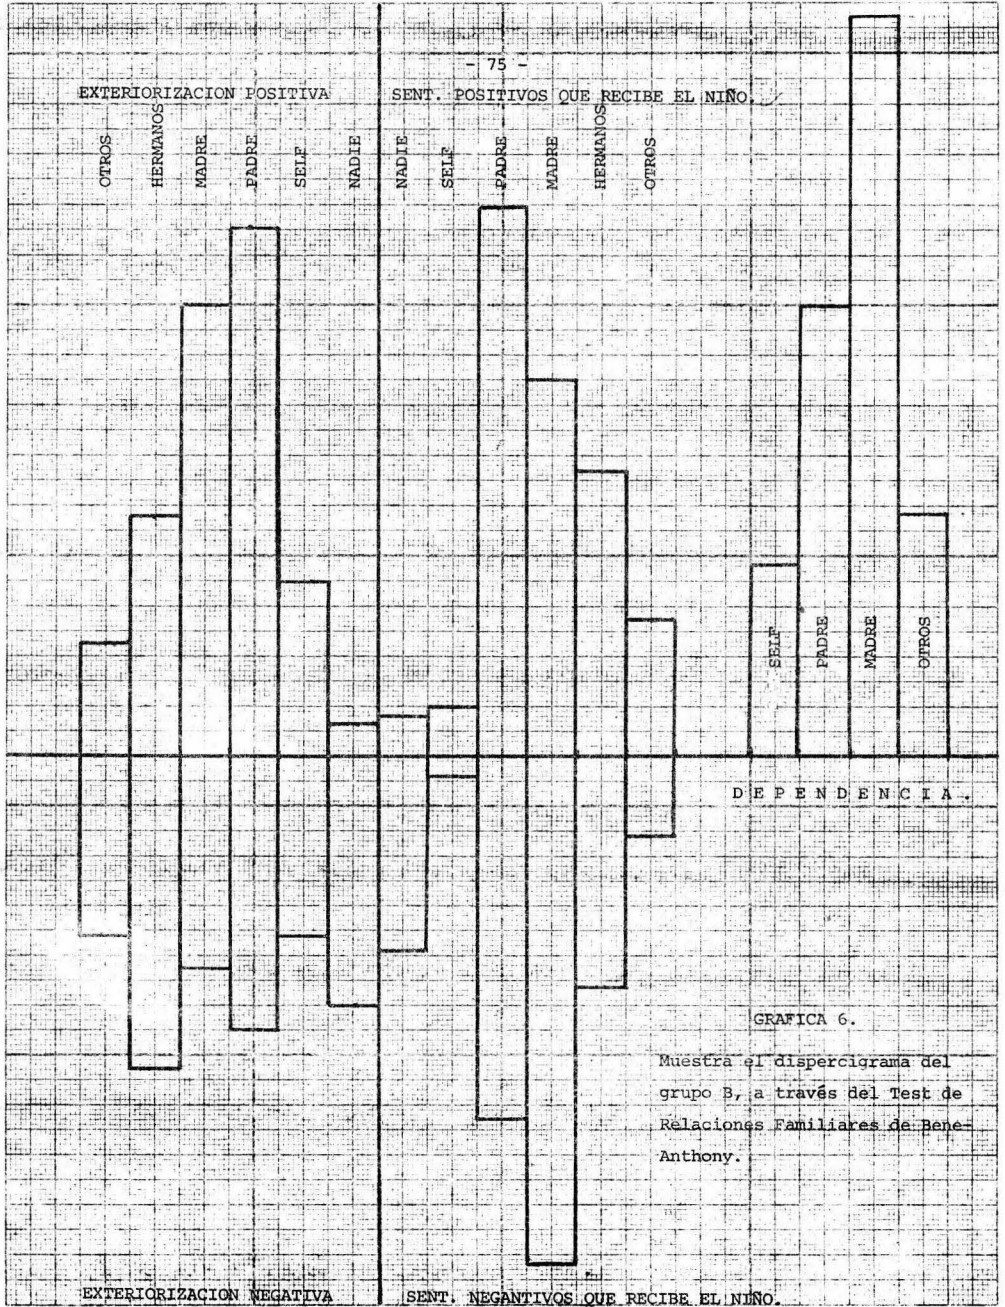 - 75 -
EXTERIORIZACION POSITIVA
SENT. POSITIVOS QUE RECIBE EL NIÑO.
OTROS
HERMANOS
MADRE
PADRE
SELF
NADIE
NADIE
SELF
PADRE
MADRE
HERMANOS
OTROS
SELF
PADRE
MADRE
OTROS
DEPENDENCIA.
GRAFICA 6.
Muestra el dispercigrama del
grupo B, a través del Test de
Relaciones Familiares de Bene-
Anthony.
EXTERIORIZACION NEGATIVA
SENT. NEGANTIVOS QUE RECIBE EL NIÑO.